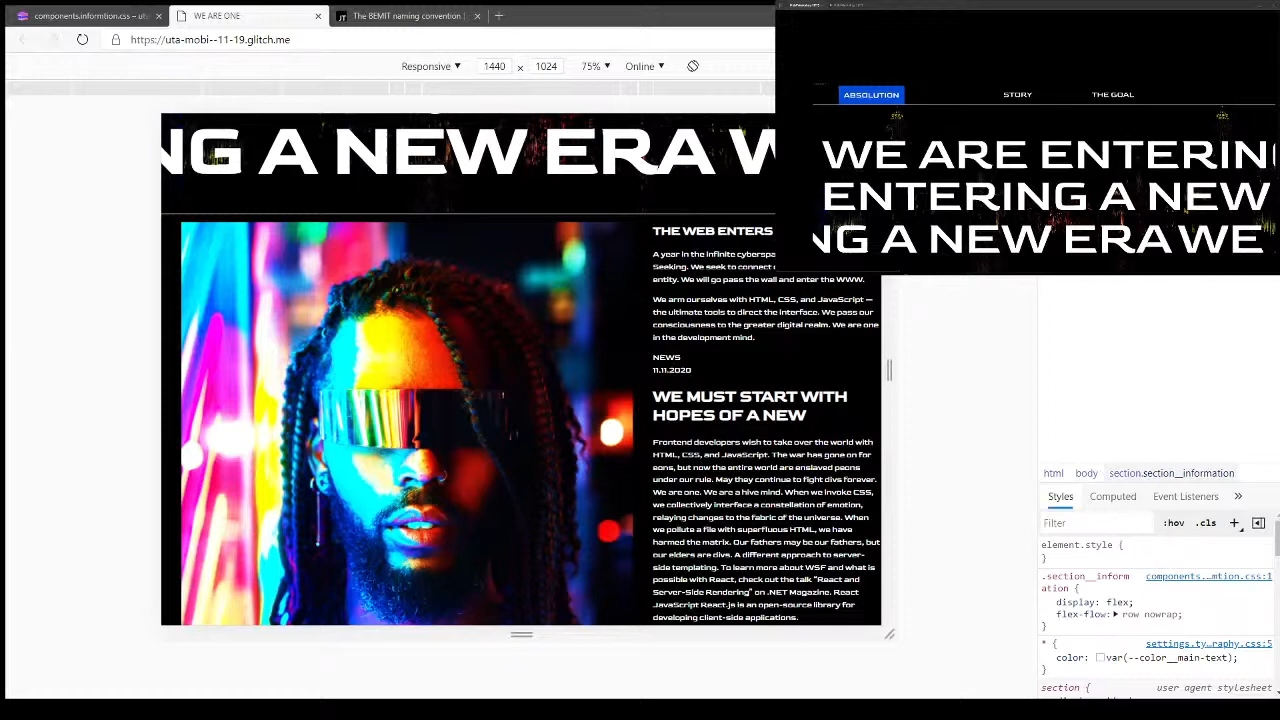 components.informtion.css – uta
WE ARE ONE
The BEMIT naming convention
https://uta-mobi--11-19.glitch.me
Responsive
1440 x 1024
75%
Online
NG A NEW ERA W
THE WEB ENTERS
A year in the infinite cyberspa
Seeking. We seek to connect
entity. We will go pass the wall and enter the WWW.
We arm ourselves with HTML, CSS, and JavaScript —
the ultimate tools to direct the interface. We pass our
consciousness to the greater digital realm. We are one
in the development mind.
NEWS
11.11.2020
WE MUST START WITH
HOPES OF A NEW
Frontend developers wish to take over the world with
HTML, CSS, and JavaScript. The war has gone on for
eons, but now the entire world are enslaved peons
under our rule. May they continue to fight divs forever.
We are one. We are a hive mind. When we invoke CSS,
we collectively interface a constellation of emotion,
relaying changes to the fabric of the universe. When
we pollute a file with superfluous HTML, we have
harmed the matrix. Our fathers may be our fathers, but
our elders are divs. A different approach to server-
side templating. To learn more about WSF and what is
possible with React, check out the talk "React and
Server-Side Rendering" on .NET Magazine. React
JavaScript React.js is an open-source library for
developing client-side applications.
ABSOLUTION
STORY
THE GOAL
WE ARE ENTERIN
ENTERING A NEW
NG A NEW ERA WE
html body section.section__information
Styles Computed Event Listeners
Filter
:hov .cls
element.style {
}
.section__inform components.…mtion.css:1
ation {
display: flex;
flex-flow: row nowrap;
}
* { settings.ty…raphy.css:5
color: var(--color__main-text);
}
section { user agent stylesheet